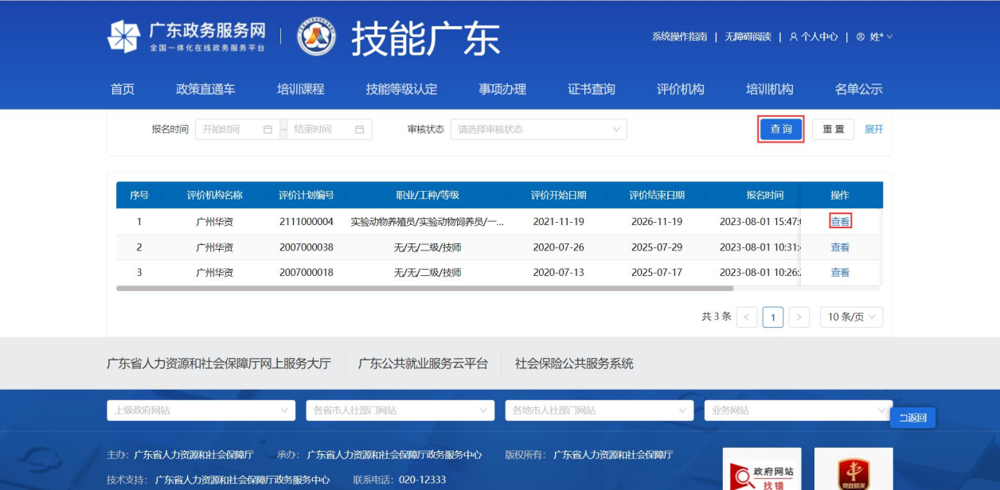 广东政务服务网
全国一体化在线政务服务平台
技能广东
系统操作指南 | 无障碍阅读 | 个人中心 | 姓*
首页 政策直通车 培训课程 技能等级认定 事项办理 证书查询 评价机构 培训机构 名单公示
报名时间 开始时间 ~ 结束时间 审核状态 请选择审核状态 查询 重置 展开
序号 评价机构名称 评价计划编号 职业/工种/等级 评价开始日期 评价结束日期 报名时间 操作
1 广州华资 2111000004 实验动物养殖员/实验动物饲养员/一... 2021-11-19 2026-11-19 2023-08-01 15:47: 查看
2 广州华资 2007000038 无/无/二级/技师 2020-07-26 2025-07-29 2023-08-01 10:31: 查看
3 广州华资 2007000018 无/无/二级/技师 2020-07-13 2025-07-17 2023-08-01 10:26: 查看
共 3 条 < 1 > 10 条/页
广东省人力资源和社会保障厅网上服务大厅 广东公共就业服务云平台 社会保险公共服务系统
上级政府网站 各省市人社部门网站 各地市人社部门网站 业务网站
返回
主办: 广东省人力资源和社会保障厅 承办: 广东省人力资源和社会保障厅政务服务中心 版权所有: 广东省人力资源和社会保障厅
技术支持: 广东省人力资源和社会保障厅政务服务中心 联系电话: 020-12333
政府网站
找错
党政机关